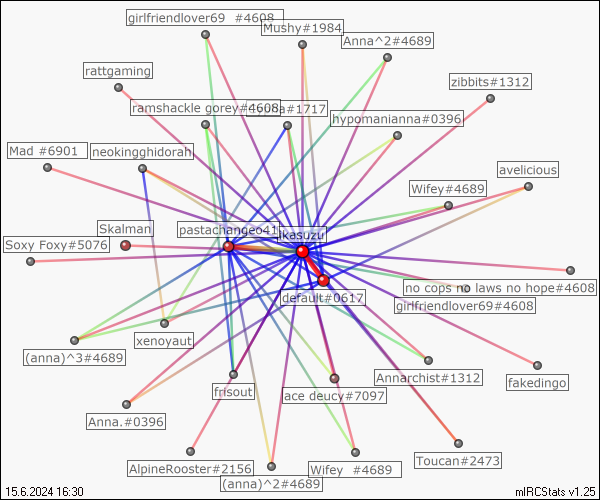 girlfriendlover69 #4608
Mushy#1984
Anna^2#4689
rattgaming
zibbits#1312
ramshackle gorey#4608
a#1717
hypomanianna#0396
Mad #6901
neokingghidorah
avelicious
Wifey#4689
Skalman
pastachangeo41
ikasuzu
Soxy Foxy#5076
default#0617
no cops no laws no hope#4608
girlfriendlover69#4608
xenoyaut
(anna)^3#4689
Annarchist#1312
fakedingo
frisout
ace deucy#7097
Anna.#0396
AlpineRooster#2156
Wifey #4689
Toucan#2473
(anna)^2#4689
15.6.2024 16:30
mIRCStats v1.25